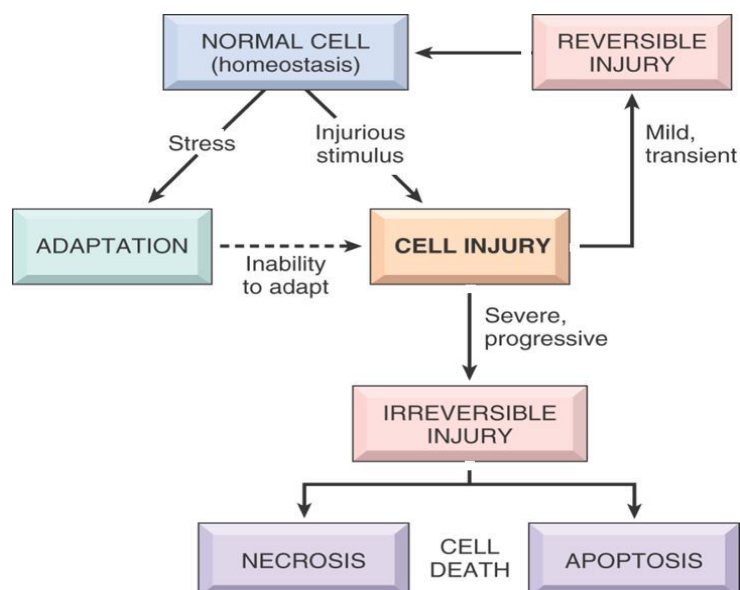 NORMAL CELL
(homeostasis)
REVERSIBLE
INJURY
Stress
Injurious
stimulus
Mild,
transient
ADAPTATION
Inability
to adapt
CELL INJURY
Severe,
progressive
IRREVERSIBLE
INJURY
NECROSIS
CELL
DEATH
APOPTOSIS